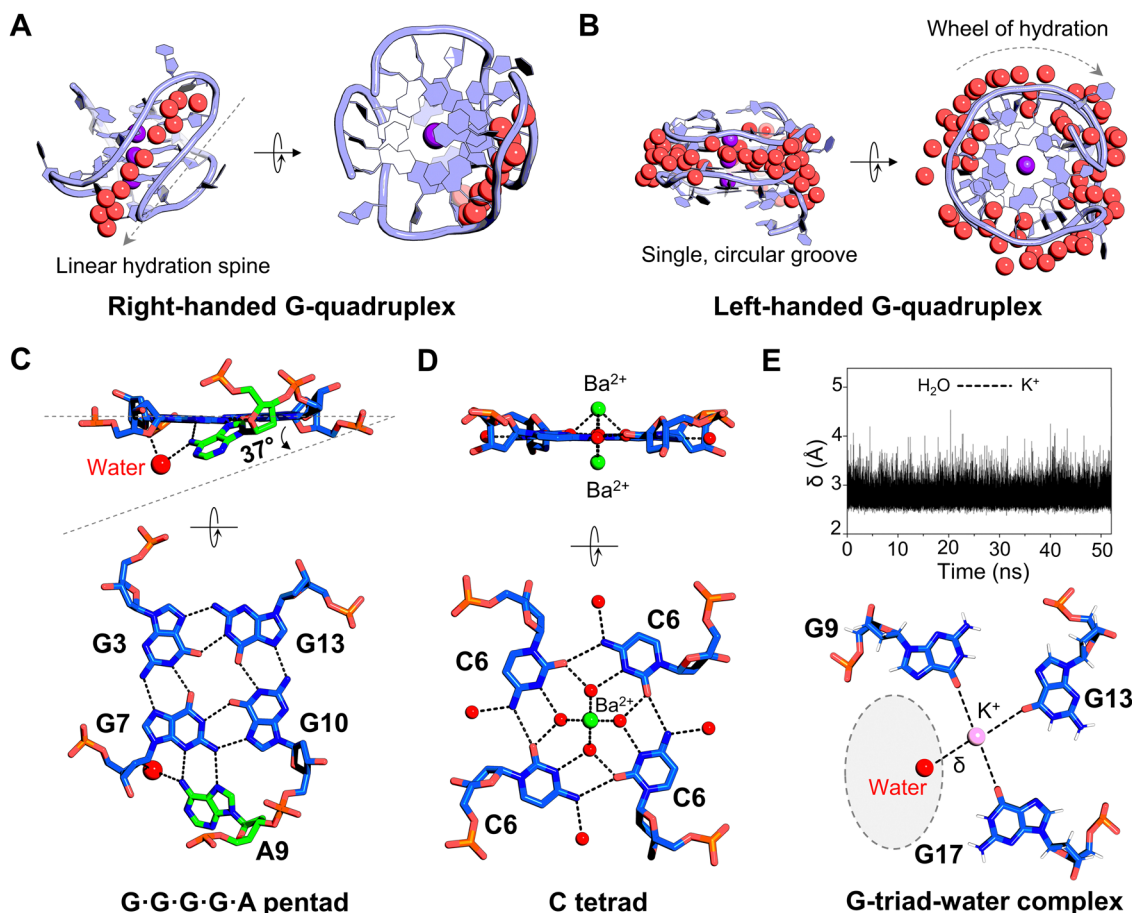 A
Linear hydration spine
Right-handed G-quadruplex
B
Wheel of hydration
Single, circular groove
Left-handed G-quadruplex
C
Water
37°
G3
G13
G7
G10
A9
G·G·G·G·A pentad
D
Ba²⁺
Ba²⁺
C6
C6
Ba²⁺
C6
C6
C tetrad
E
H₂O K⁺
δ (Å)
5
4
3
2
0 10 20 30 40 50
Time (ns)
G9
G13
K⁺
δ
Water
G17
G-triad-water complex